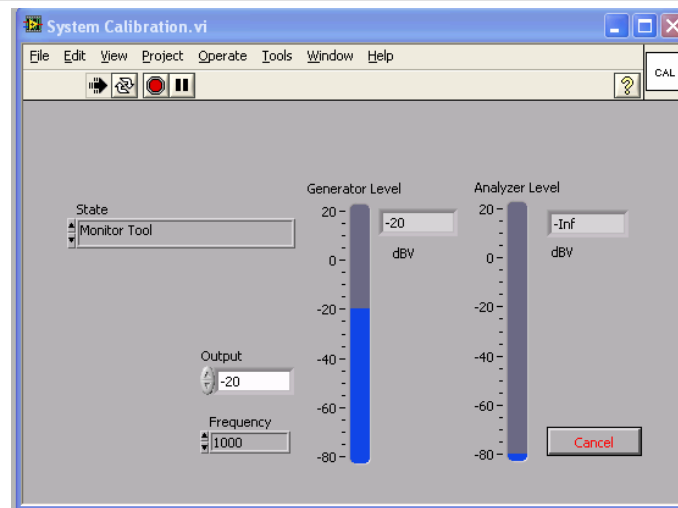 System Calibration.vi
File Edit View Project Operate Tools Window Help
CAL
State
Monitor Tool
Output
-20
Frequency
1000
Generator Level
20
0
-20
-40
-60
-80
-20
dBV
Analyzer Level
20
0
-20
-40
-60
-80
-Inf
dBV
Cancel